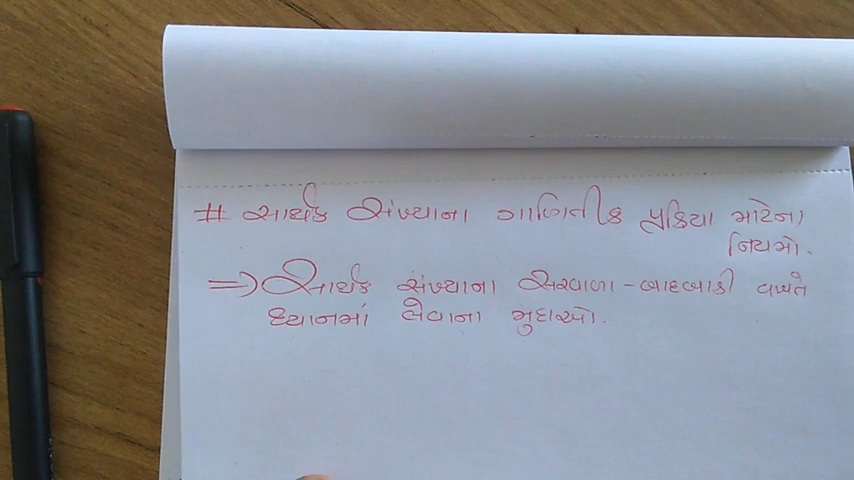 # સાર્થક સંખ્યાના ગાણિતીક પ્રક્રિયા માટેના
નિયમો.
⇒ સાર્થક સંખ્યાના સરવાળા - બાદબાકી વખતે
ધ્યાનમાં લેવાના મુદ્દાઓ.